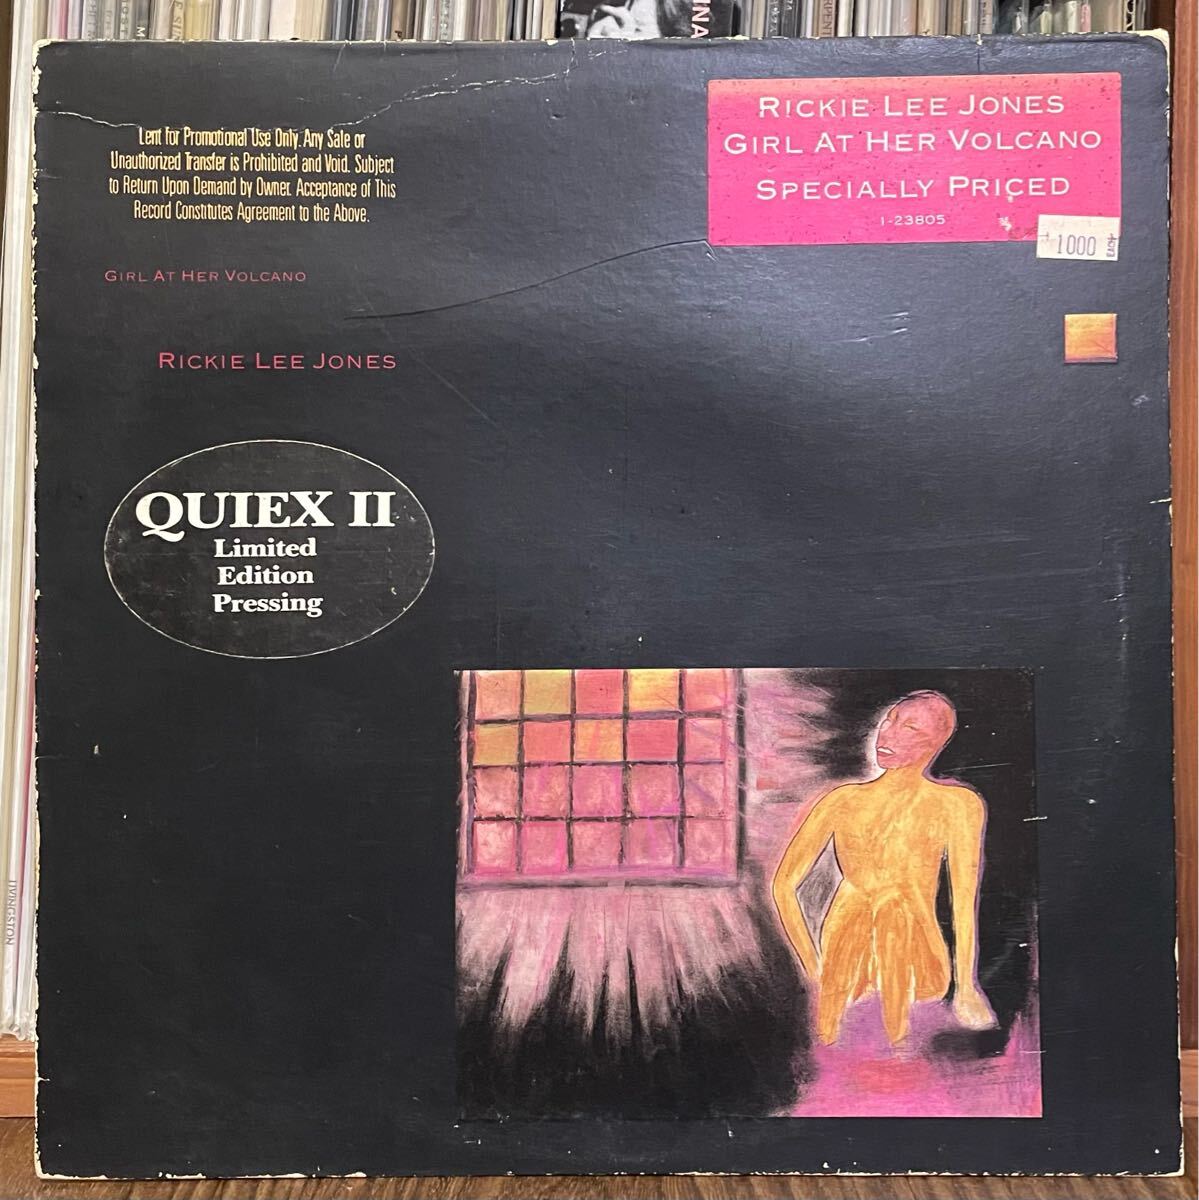 Lent for Promotional Use Only. Any Sale or
Unauthorized Transfer is Prohibited and Void. Subject
to Return Upon Demand by Owner. Acceptance of This
Record Constitutes Agreement to the Above.
RICKIE LEE JONES
GIRL AT HER VOLCANO
SPECIALLY PRICED
1-23805
1000 EACH
GIRL AT HER VOLCANO
RICKIE LEE JONES
QUIEX II
Limited
Edition
Pressing
LIVINGSTON